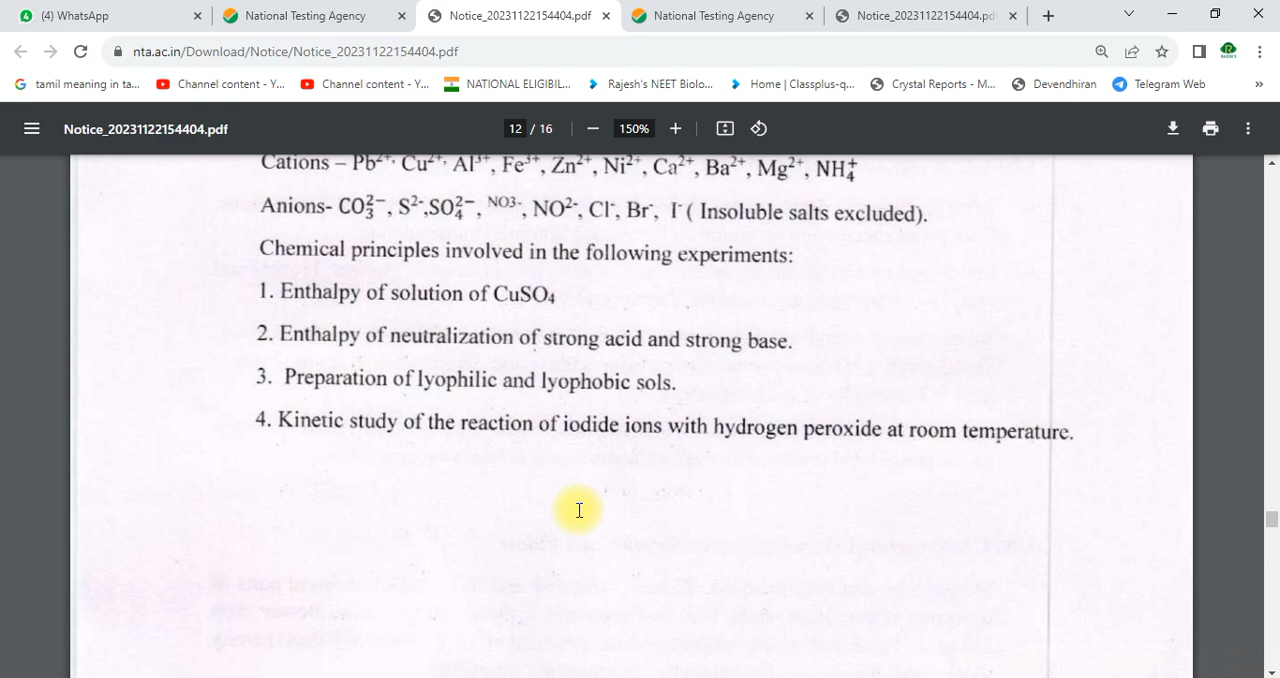 (4) WhatsApp
National Testing Agency
Notice_20231122154404.pdf
National Testing Agency
Notice_20231122154404.pd
nta.ac.in/Download/Notice/Notice_20231122154404.pdf
tamil meaning in ta...
Channel content - Y...
Channel content - Y...
NATIONAL ELIGIBIL...
Rajesh's NEET Biolo...
Home | Classplus-q...
Crystal Reports - M...
Devendhiran
Telegram Web
»
Notice_20231122154404.pdf
12 / 16
150%
Cations – Pb²⁺, Cu²⁺, Al³⁺, Fe³⁺, Zn²⁺, Ni²⁺, Ca²⁺, Ba²⁺, Mg²⁺, NH₄⁺
Anions- CO₃²⁻, S²⁻,SO₄²⁻, NO3-, NO²⁻, Cl⁻, Br⁻, I⁻ ( Insoluble salts excluded).
Chemical principles involved in the following experiments:
1. Enthalpy of solution of CuSO₄
2. Enthalpy of neutralization of strong acid and strong base.
3. Preparation of lyophilic and lyophobic sols.
4. Kinetic study of the reaction of iodide ions with hydrogen peroxide at room temperature.